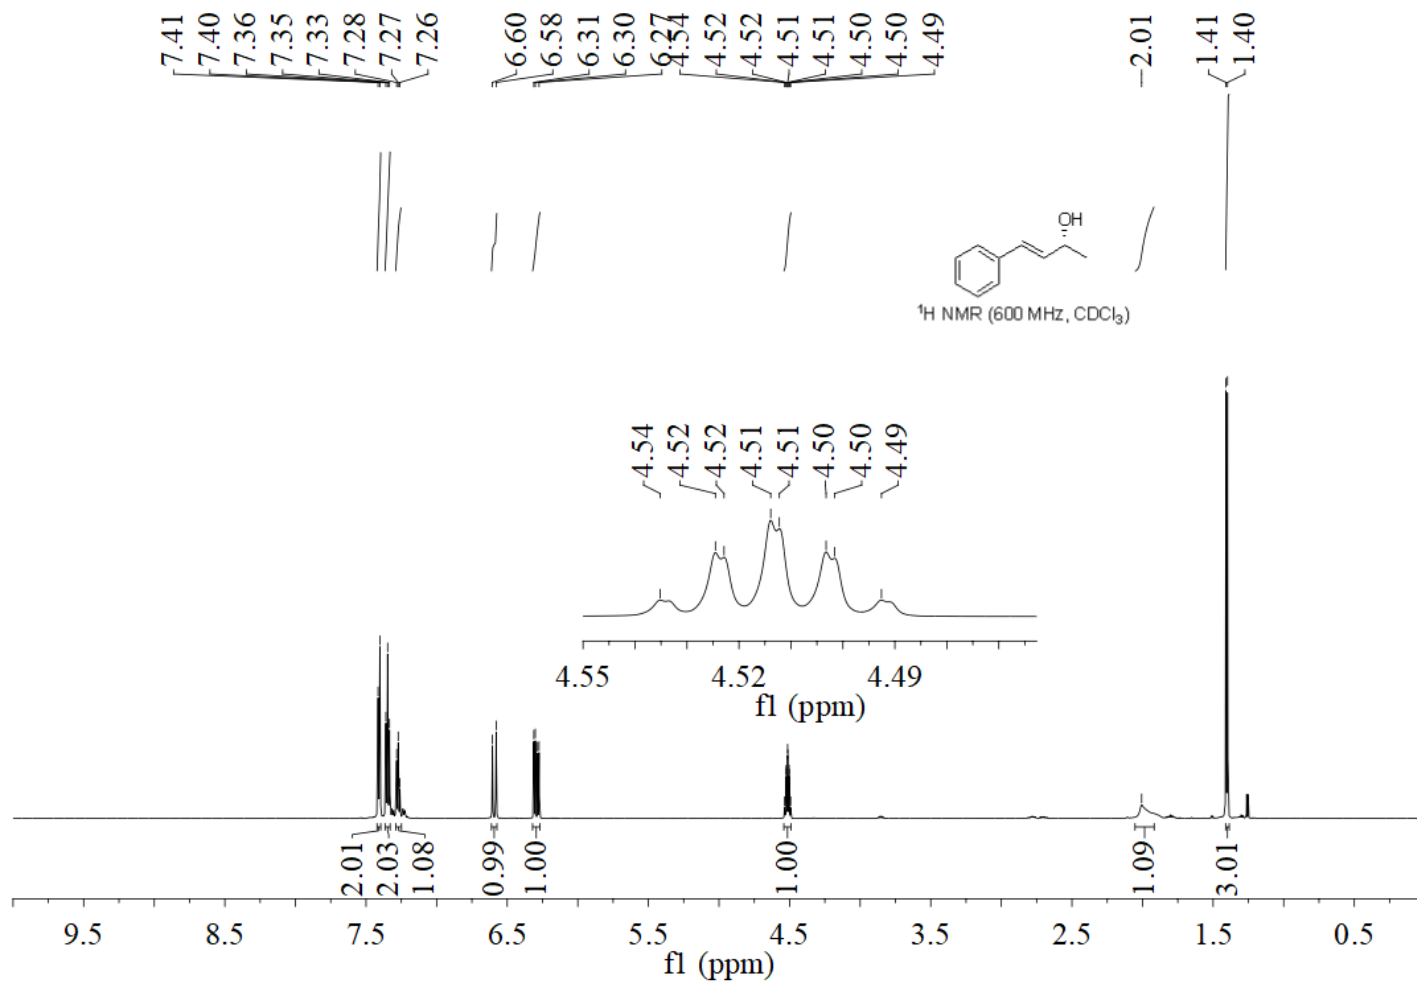 7.41 7.40 7.36 7.35 7.33 7.28 7.27 7.26 6.60 6.58 6.31 6.30 6.27 4.54 4.52 4.52 4.51 4.51 4.50 4.50 4.49 2.01 1.41 1.40
OH
¹H NMR (600 MHz, CDCl₃)
4.54 4.52 4.52 4.51 4.51 4.50 4.50 4.49
4.55 4.52 4.49
f1 (ppm)
2.01 2.03 1.08 0.99 1.00 1.00 1.09 3.01
9.5 8.5 7.5 6.5 5.5 4.5 3.5 2.5 1.5 0.5
f1 (ppm)